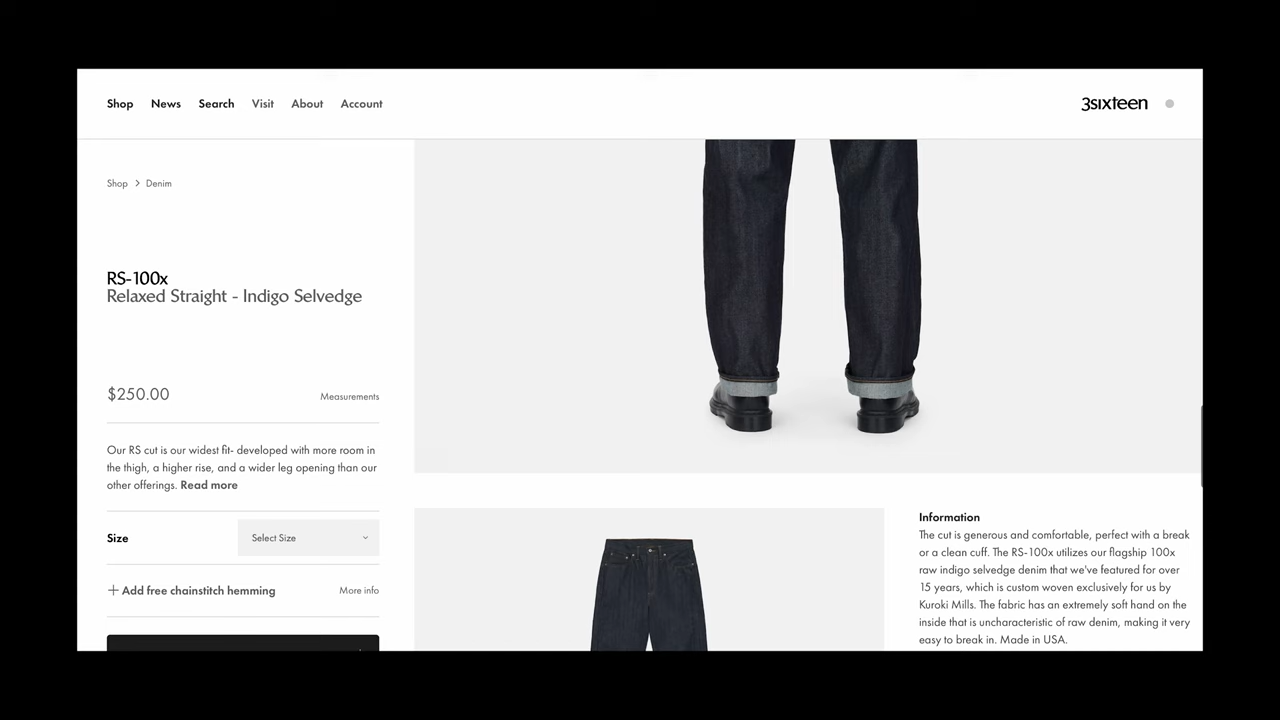 Shop News Search Visit About Account
3sixteen
Shop > Denim
RS-100x
Relaxed Straight - Indigo Selvedge
$250.00
Measurements
Our RS cut is our widest fit- developed with more room in
the thigh, a higher rise, and a wider leg opening than our
other offerings. Read more
Size
Select Size
+ Add free chainstitch hemming
More info
Information
The cut is generous and comfortable, perfect with a break
or a clean cuff. The RS-100x utilizes our flagship 100x
raw indigo selvedge denim that we've featured for over
15 years, which is custom woven exclusively for us by
Kuroki Mills. The fabric has an extremely soft hand on the
inside that is uncharacteristic of raw denim, making it very
easy to break in. Made in USA.